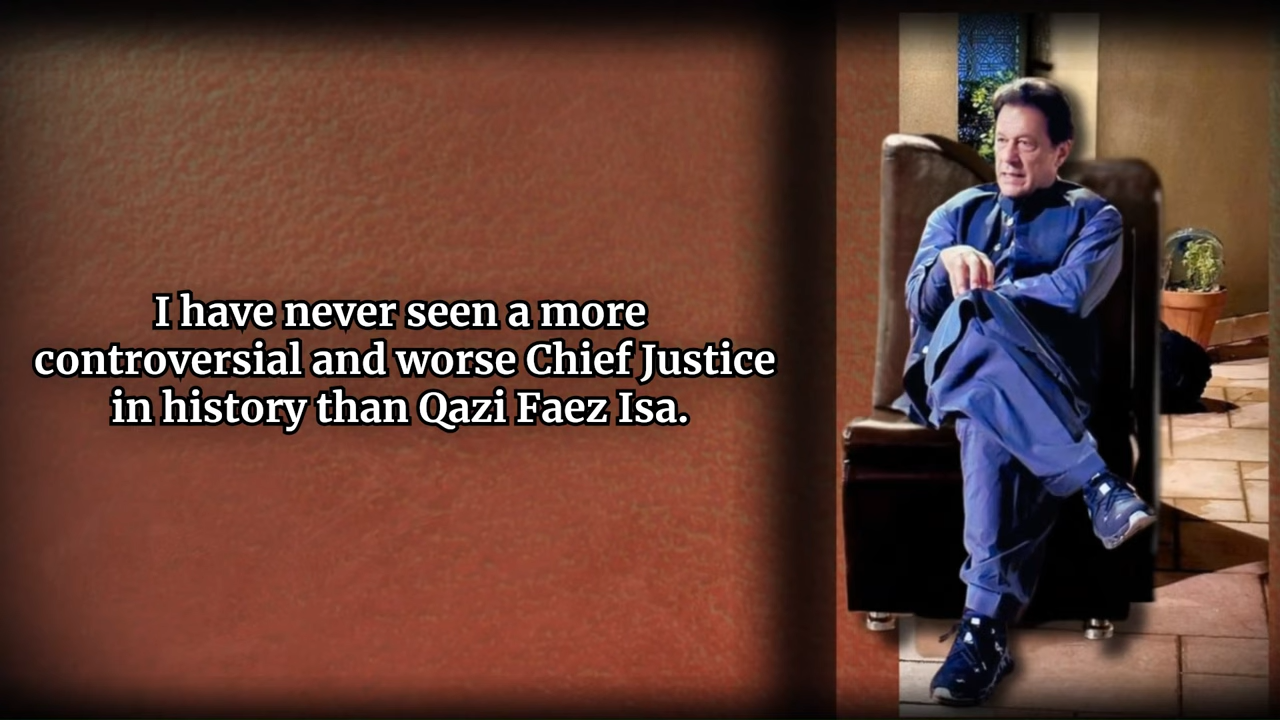 I have never seen a more
controversial and worse Chief Justice
in history than Qazi Faez Isa.